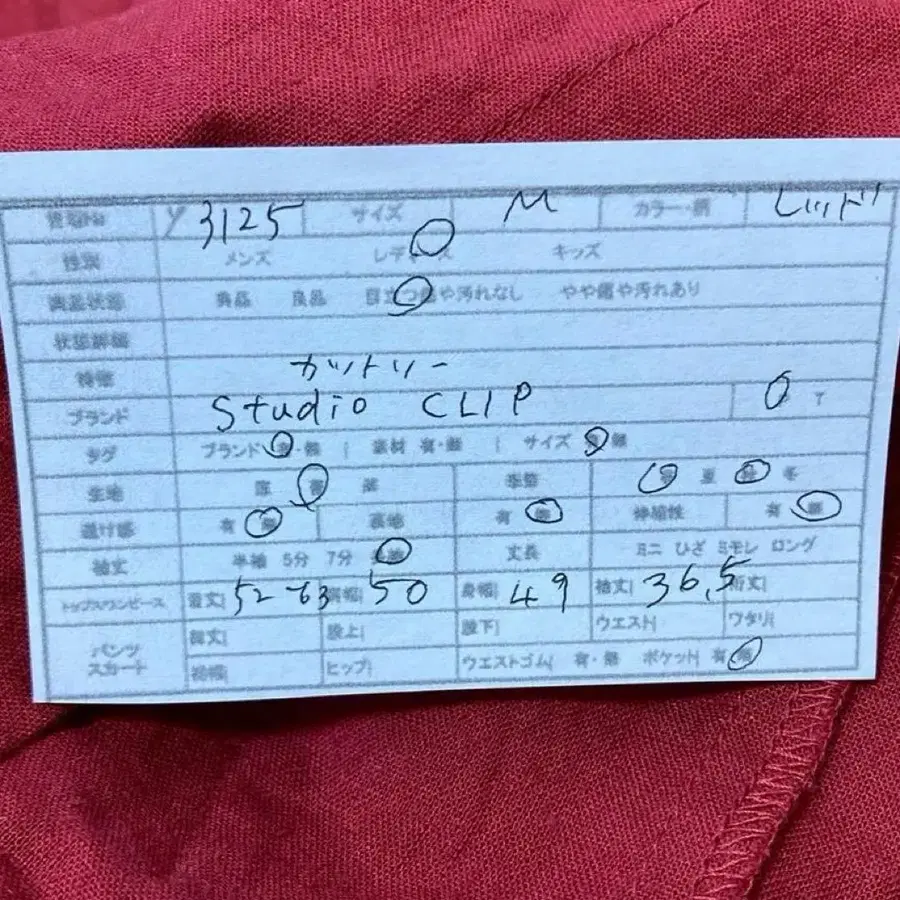 y 3125 サイズ M カラー・柄 レッド
性別 メンズ レディース キッズ
商品状態 美品 良品 目立つ傷や汚れなし やや傷や汚れあり
状態詳細
特徴 カットソー
ブランド Studio CLIP T
タグ ブランド 有・無 | 素材 有・無 | サイズ 有 無
生地 厚 普 薄 季節 春 夏 秋 冬
透け感 有 無 裏地 有 無 伸縮性 有 無
袖丈 半袖 5分 7分 長袖 丈長 ミニ ひざ ミモレ ロング
トップス/ワンピース 着丈| 52-63 肩幅| 50 身幅| 49 袖丈| 36.5 裄丈|
パンツ スカート 総丈| 股上| 股下| ウエスト| ワタリ|
裾幅| ヒップ| ウエストゴム| 有・無 ポケット| 有 無